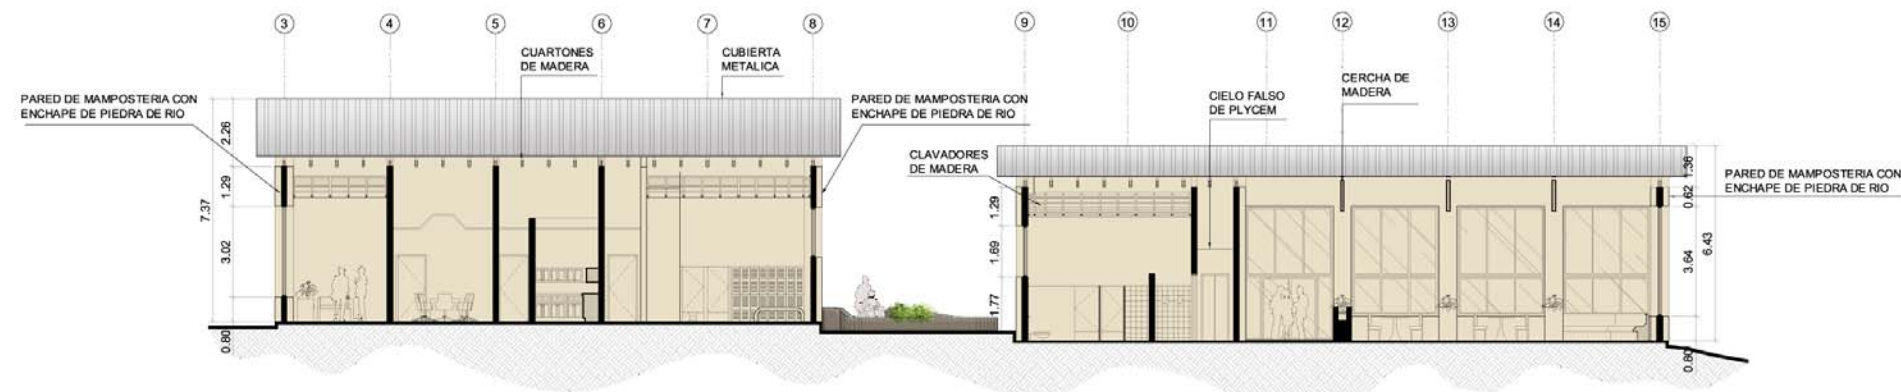 3 4 5 6 7 8 9 10 11 12 13 14 15
CUARTONES
DE MADERA
CUBIERTA
METALICA
PARED DE MAMPOSTERIA CON
ENCHAPE DE PIEDRA DE RIO
PARED DE MAMPOSTERIA CON
ENCHAPE DE PIEDRA DE RIO
CERCHA DE
MADERA
CIELO FALSO
DE PLYCEM
CLAVADORES
DE MADERA
PARED DE MAMPOSTERIA CON
ENCHAPE DE PIEDRA DE RIO
2.26
1.29
7.37
3.02
0.80
1.29
1.69
1.77
1.36
0.62
3.64
6.43
0.80